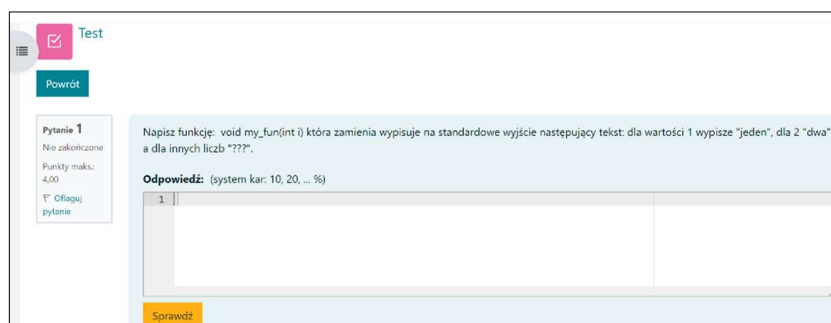 Test
Powrót
Pytanie 1
Nie zakończone
Punkty maks.:
4,00
Oflaguj
pytanie
Napisz funkcję: void my_fun(int i) która zamienia wypisuje na standardowe wyjście następujący tekst: dla wartości 1 wypisze "jeden", dla 2 "dwa"
a dla innych liczb "???".
Odpowiedź: (system kar: 10, 20, ... %)
1
Sprawdź